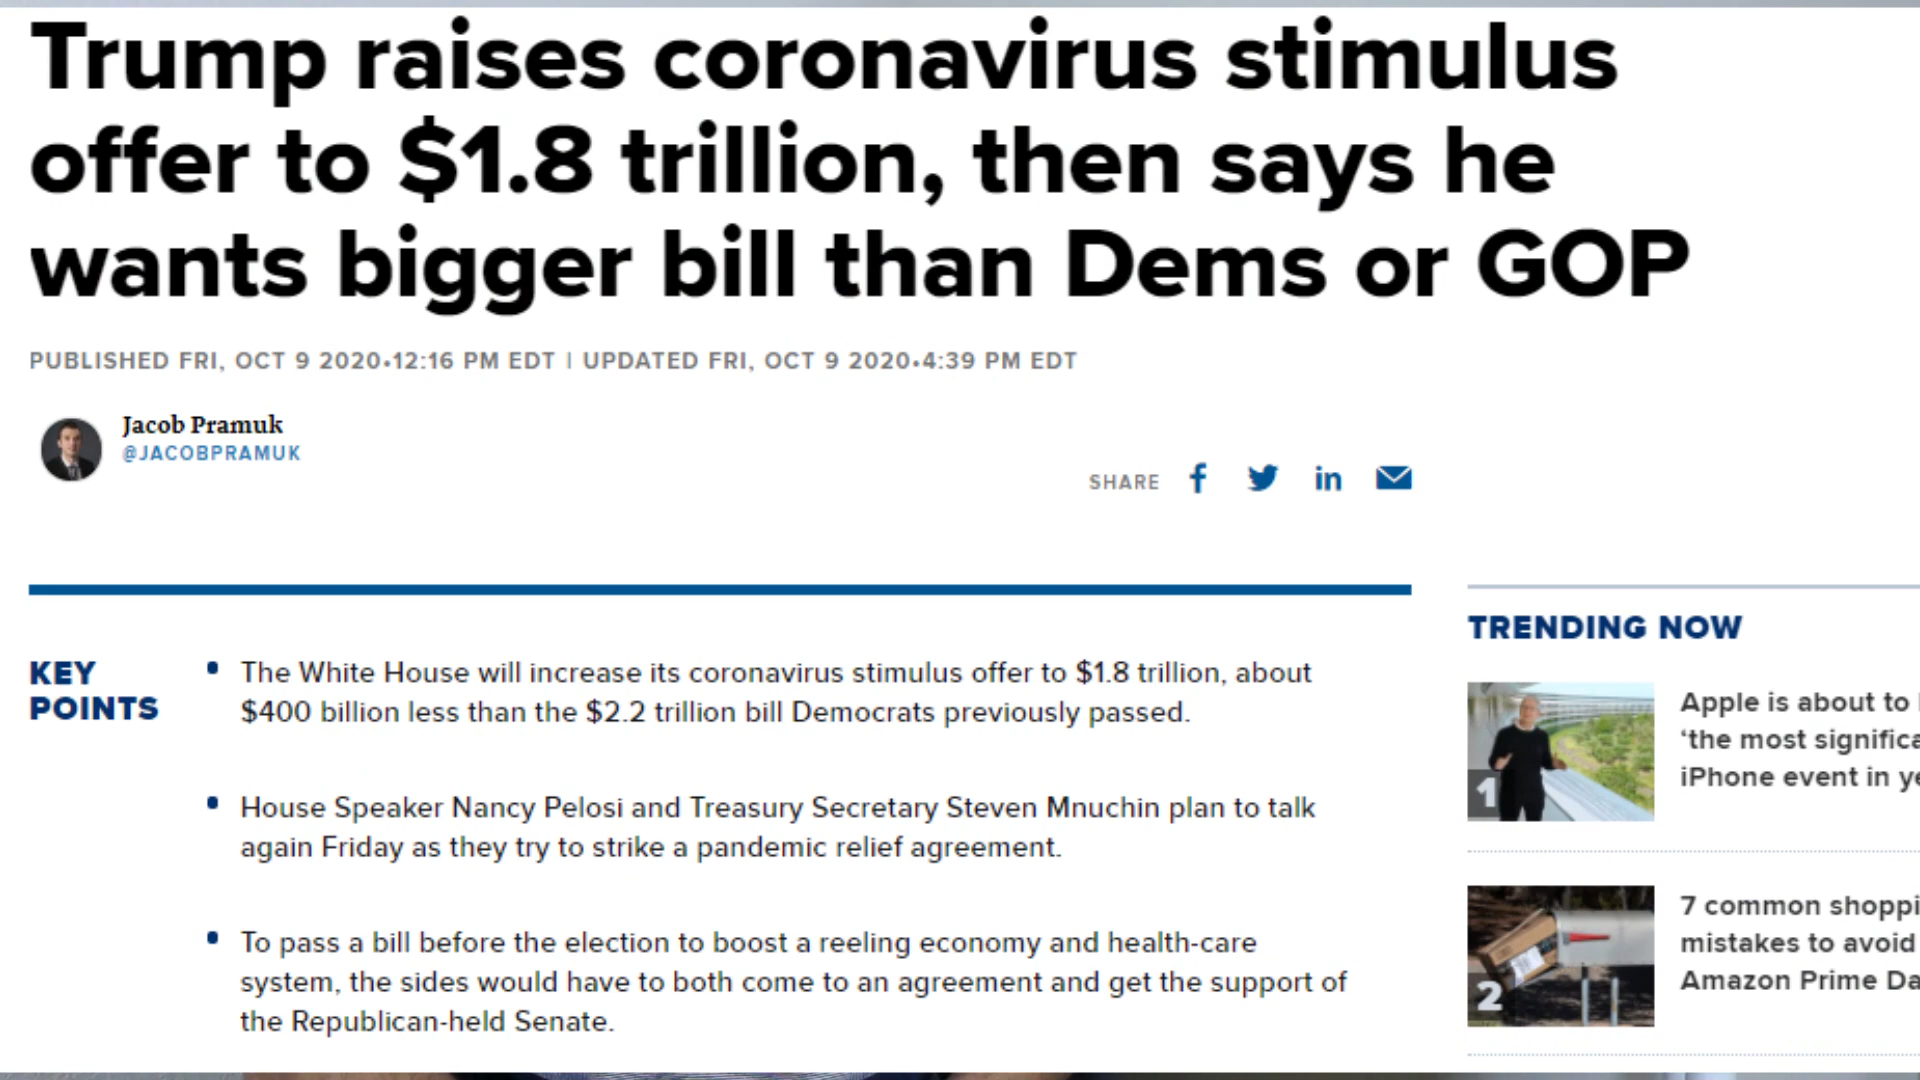 Trump raises coronavirus stimulus
offer to $1.8 trillion, then says he
wants bigger bill than Dems or GOP
PUBLISHED FRI, OCT 9 2020•12:16 PM EDT | UPDATED FRI, OCT 9 2020•4:39 PM EDT
Jacob Pramuk
@JACOBPRAMUK
SHARE
KEY
POINTS
The White House will increase its coronavirus stimulus offer to $1.8 trillion, about
$400 billion less than the $2.2 trillion bill Democrats previously passed.
House Speaker Nancy Pelosi and Treasury Secretary Steven Mnuchin plan to talk
again Friday as they try to strike a pandemic relief agreement.
To pass a bill before the election to boost a reeling economy and health-care
system, the sides would have to both come to an agreement and get the support of
the Republican-held Senate.
TRENDING NOW
1
Apple is about to
‘the most significa
iPhone event in ye
2
7 common shoppi
mistakes to avoid
Amazon Prime Da